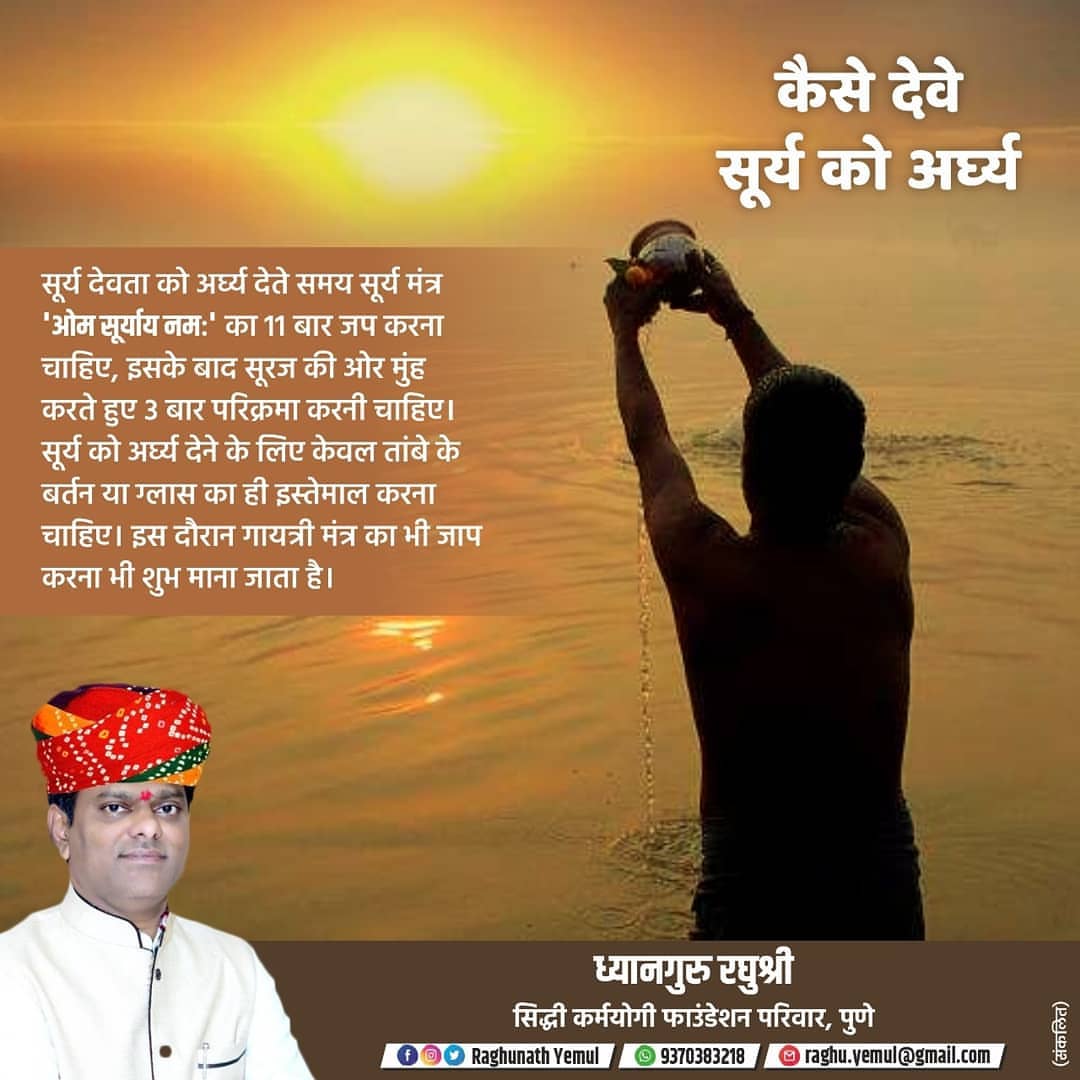 कैसे देवे
सूर्य को अर्घ्य
सूर्य देवता को अर्घ्य देते समय सूर्य मंत्र
'ओम सूर्याय नम:' का 11 बार जप करना
चाहिए, इसके बाद सूरज की ओर मुंह
करते हुए 3 बार परिक्रमा करनी चाहिए।
सूर्य को अर्घ्य देने के लिए केवल तांबे के
बर्तन या ग्लास का ही इस्तेमाल करना
चाहिए। इस दौरान गायत्री मंत्र का भी जाप
करना भी शुभ माना जाता है।
ध्यानगुरु रघुश्री
सिद्धी कर्मयोगी फाउंडेशन परिवार, पुणे
Raghunath Yemul 9370383218 raghu.yemul@gmail.com
(संकलित)